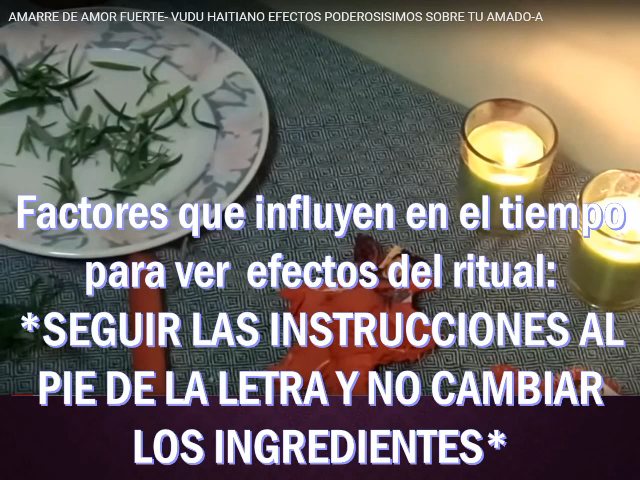 AMARRE DE AMOR FUERTE- VUDU HAITIANO EFECTOS PODEROSISIMOS SOBRE TU AMADO-A
Factores que influyen en el tiempo
para ver efectos del ritual:
*SEGUIR LAS INSTRUCCIONES AL
PIE DE LA LETRA Y NO CAMBIAR
LOS INGREDIENTES*